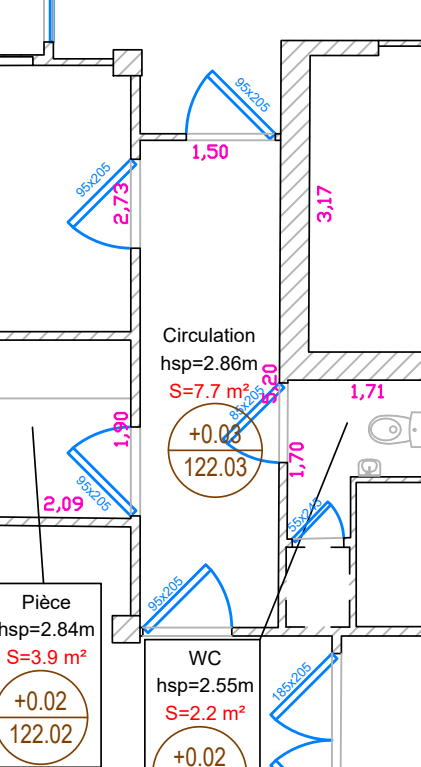 95x205
1,50
95x205
2,73
3,17
Circulation
hsp=2.86m
S=7.7 m²
5,20
85x205
1,71
+0.03
122.03
1,90
1,70
95x205
2,09
55x245
95x205
Pièce
hsp=2.84m
S=3.9 m²
+0.02
122.02
WC
hsp=2.55m
S=2.2 m²
+0.02
185x205